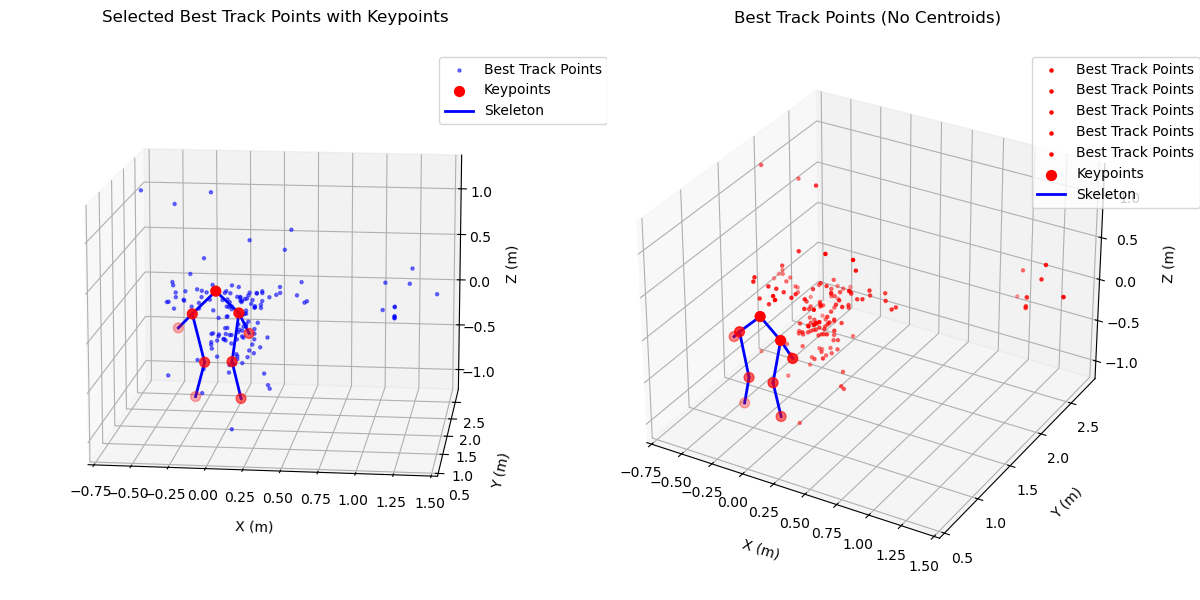 Selected Best Track Points with Keypoints
Best Track Points
Keypoints
Skeleton
1.0
0.5
0.0
−0.5
−1.0
Z (m)
2.5
2.0
1.5
1.0
0.5
Y (m)
−0.75 −0.50 −0.25 0.00 0.25 0.50 0.75 1.00 1.25 1.50
X (m)
Best Track Points (No Centroids)
Best Track Points
Best Track Points
Best Track Points
Best Track Points
Best Track Points
Keypoints
Skeleton
1.0
0.5
0.0
−0.5
−1.0
Z (m)
2.5
2.0
1.5
1.0
0.5
Y (m)
−0.75 −0.50 −0.25 0.00 0.25 0.50 0.75 1.00 1.25 1.50
X (m)